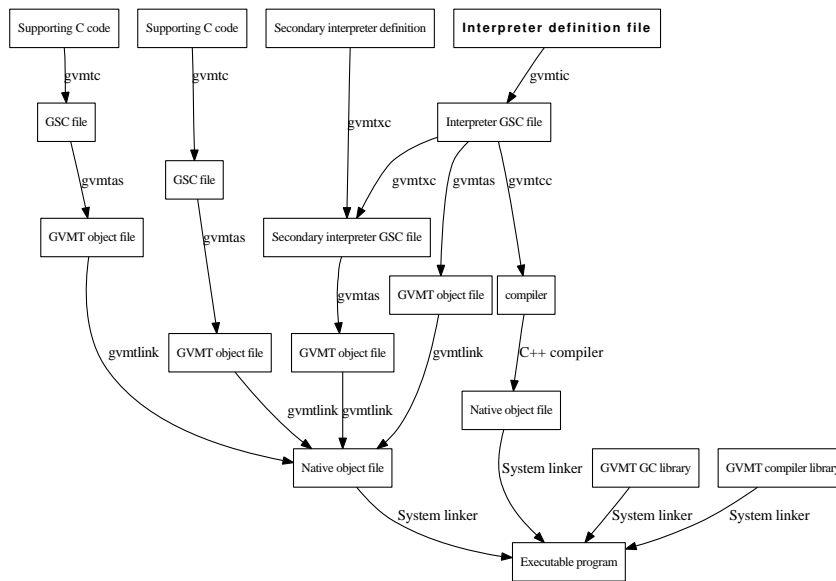 Supporting C code
Supporting C code
Secondary interpreter definition
Interpreter definition file
gvmtc
gvmtc
gvmtic
gvmtxc
GSC file
Interpreter GSC file
GSC file
gvmtas
gvmtxc
gvmtas
gvmtcc
GVMT object file
gvmtas
Secondary interpreter GSC file
gvmtas
GVMT object file
compiler
gvmtlink
GVMT object file
GVMT object file
gvmtlink
C++ compiler
gvmtlink
gvmtlink
Native object file
Native object file
System linker
GVMT GC library
GVMT compiler library
System linker
System linker
System linker
Executable program